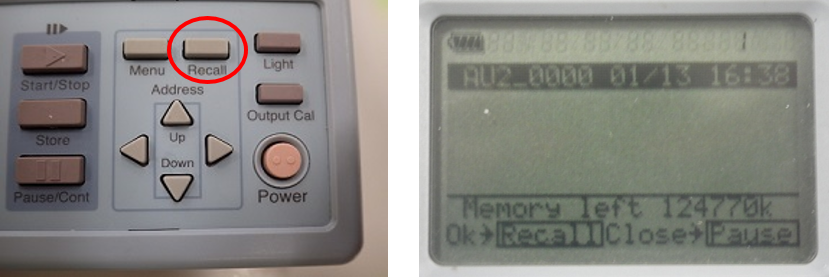 Menu
Recall
Light
Start/Stop
Address
Output Cal
Store
Up
Down
Pause/Cont
Power
1
AU2_0000 01/13 16:38
Memory left 124770k
Ok→Recall Close→Pause